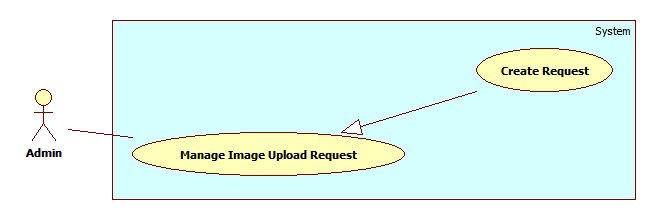 System
Create Request
Admin
Manage Image Upload Request